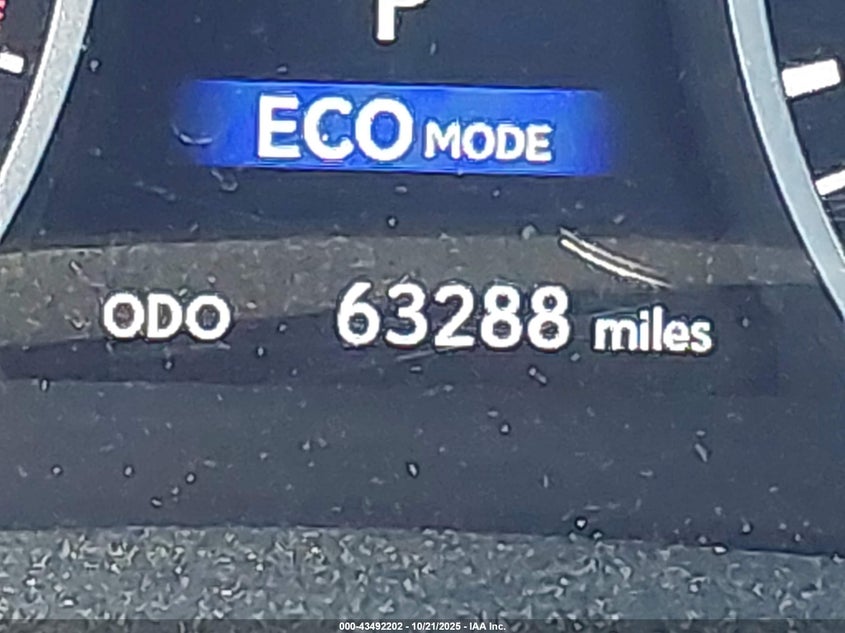 P
ECO MODE
ODO 63288 miles
000-43492202 - 10/21/2025 - IAA Inc.